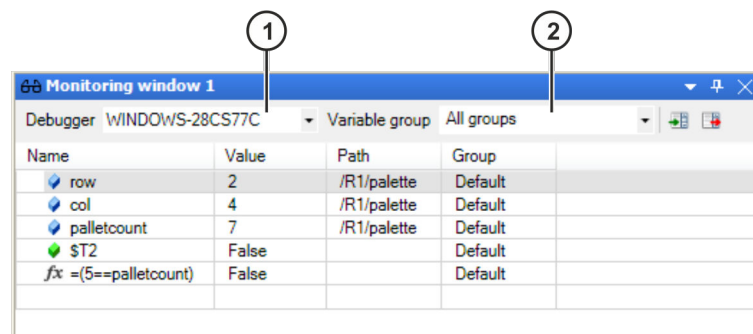 1 2
Monitoring window 1
Debugger WINDOWS-28CS77C Variable group All groups
Name Value Path Group
row 2 /R1/palette Default
col 4 /R1/palette Default
palletcount 7 /R1/palette Default
$T2 False Default
fx =(5==palletcount) False Default